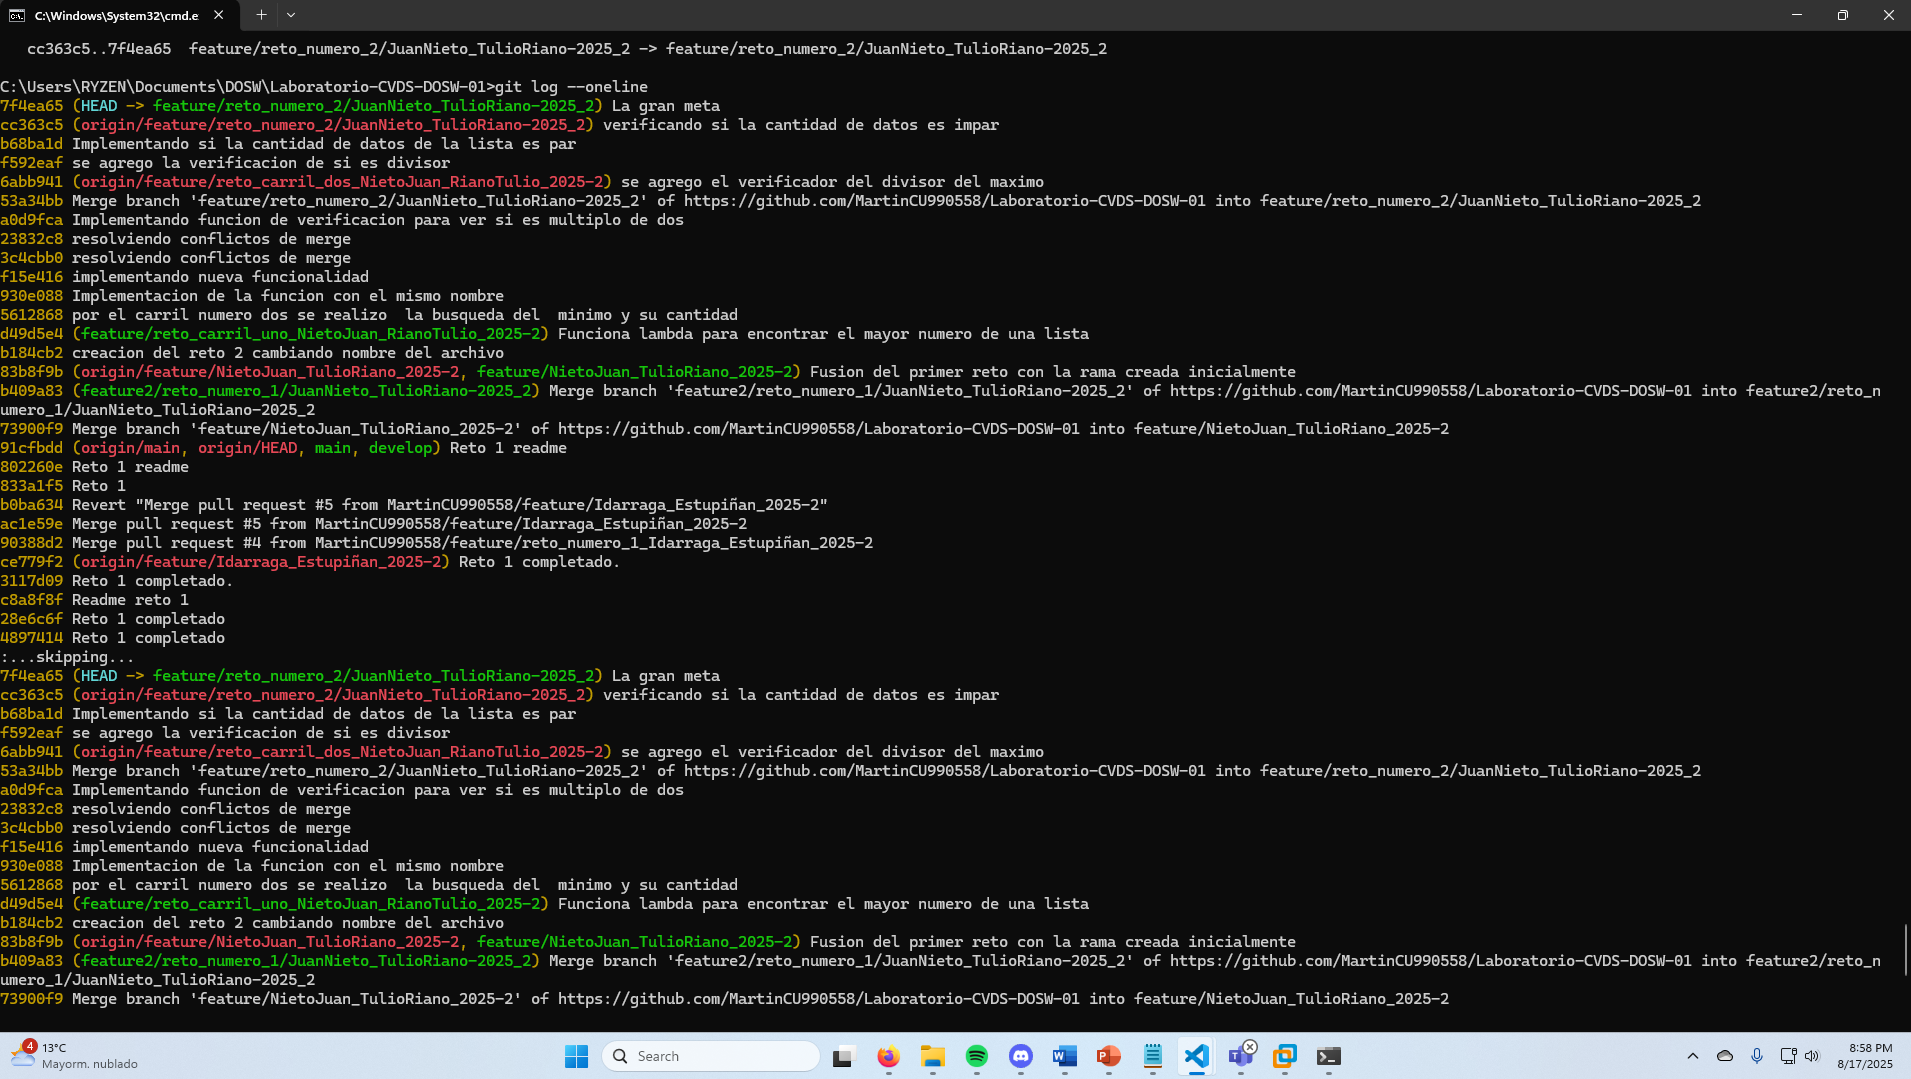 C:\Windows\System32\cmd.e
cc363c5..7f4ea65  feature/reto_numero_2/JuanNieto_TulioRiano-2025_2 -> feature/reto_numero_2/JuanNieto_TulioRiano-2025_2
C:\Users\RYZEN\Documents\DOSW\Laboratorio-CVDS-DOSW-01>git log --oneline
7f4ea65 (HEAD -> feature/reto_numero_2/JuanNieto_TulioRiano-2025_2) La gran meta
cc363c5 (origin/feature/reto_numero_2/JuanNieto_TulioRiano-2025_2) verificando si la cantidad de datos es impar
b68ba1d Implementando si la cantidad de datos de la lista es par
f592eaf se agrego la verificacion de si es divisor
6abb941 (origin/feature/reto_carril_dos_NietoJuan_RianoTulio_2025-2) se agrego el verificador del divisor del maximo
53a34bb Merge branch 'feature/reto_numero_2/JuanNieto_TulioRiano-2025_2' of https://github.com/MartinCU990558/Laboratorio-CVDS-DOSW-01 into feature/reto_numero_2/JuanNieto_TulioRiano-2025_2
a0d9fca Implementando funcion de verificacion para ver si es multiplo de dos
23832c8 resolviendo conflictos de merge
3c4cbb0 resolviendo conflictos de merge
f15e416 implementando nueva funcionalidad
930e088 Implementacion de la funcion con el mismo nombre
5612868 por el carril numero dos se realizo  la busqueda del  minimo y su cantidad
d49d5e4 (feature/reto_carril_uno_NietoJuan_RianoTulio_2025-2) Funciona lambda para encontrar el mayor numero de una lista
b184cb2 creacion del reto 2 cambiando nombre del archivo
83b8f9b (origin/feature/NietoJuan_TulioRiano_2025-2, feature/NietoJuan_TulioRiano_2025-2) Fusion del primer reto con la rama creada inicialmente
b409a83 (feature2/reto_numero_1/JuanNieto_TulioRiano-2025_2) Merge branch 'feature2/reto_numero_1/JuanNieto_TulioRiano-2025_2' of https://github.com/MartinCU990558/Laboratorio-CVDS-DOSW-01 into feature2/reto_n
umero_1/JuanNieto_TulioRiano-2025_2
73900f9 Merge branch 'feature/NietoJuan_TulioRiano_2025-2' of https://github.com/MartinCU990558/Laboratorio-CVDS-DOSW-01 into feature/NietoJuan_TulioRiano_2025-2
91cfbdd (origin/main, origin/HEAD, main, develop) Reto 1 readme
802260e Reto 1 readme
833a1f5 Reto 1
b0ba634 Revert "Merge pull request #5 from MartinCU990558/feature/Idarraga_Estupiñan_2025-2"
ac1e59e Merge pull request #5 from MartinCU990558/feature/Idarraga_Estupiñan_2025-2
90388d2 Merge pull request #4 from MartinCU990558/feature/reto_numero_1_Idarraga_Estupiñan_2025-2
ce779f2 (origin/feature/Idarraga_Estupiñan_2025-2) Reto 1 completado.
3117d09 Reto 1 completado.
c8a8f8f Readme reto 1
28e6c6f Reto 1 completado
4897414 Reto 1 completado
:...skipping...
7f4ea65 (HEAD -> feature/reto_numero_2/JuanNieto_TulioRiano-2025_2) La gran meta
cc363c5 (origin/feature/reto_numero_2/JuanNieto_TulioRiano-2025_2) verificando si la cantidad de datos es impar
b68ba1d Implementando si la cantidad de datos de la lista es par
f592eaf se agrego la verificacion de si es divisor
6abb941 (origin/feature/reto_carril_dos_NietoJuan_RianoTulio_2025-2) se agrego el verificador del divisor del maximo
53a34bb Merge branch 'feature/reto_numero_2/JuanNieto_TulioRiano-2025_2' of https://github.com/MartinCU990558/Laboratorio-CVDS-DOSW-01 into feature/reto_numero_2/JuanNieto_TulioRiano-2025_2
a0d9fca Implementando funcion de verificacion para ver si es multiplo de dos
23832c8 resolviendo conflictos de merge
3c4cbb0 resolviendo conflictos de merge
f15e416 implementando nueva funcionalidad
930e088 Implementacion de la funcion con el mismo nombre
5612868 por el carril numero dos se realizo  la busqueda del  minimo y su cantidad
d49d5e4 (feature/reto_carril_uno_NietoJuan_RianoTulio_2025-2) Funciona lambda para encontrar el mayor numero de una lista
b184cb2 creacion del reto 2 cambiando nombre del archivo
83b8f9b (origin/feature/NietoJuan_TulioRiano_2025-2, feature/NietoJuan_TulioRiano_2025-2) Fusion del primer reto con la rama creada inicialmente
b409a83 (feature2/reto_numero_1/JuanNieto_TulioRiano-2025_2) Merge branch 'feature2/reto_numero_1/JuanNieto_TulioRiano-2025_2' of https://github.com/MartinCU990558/Laboratorio-CVDS-DOSW-01 into feature2/reto_n
umero_1/JuanNieto_TulioRiano-2025_2
73900f9 Merge branch 'feature/NietoJuan_TulioRiano_2025-2' of https://github.com/MartinCU990558/Laboratorio-CVDS-DOSW-01 into feature/NietoJuan_TulioRiano_2025-2
4
13°C
Mayorm. nublado
Search
8:58 PM
8/17/2025